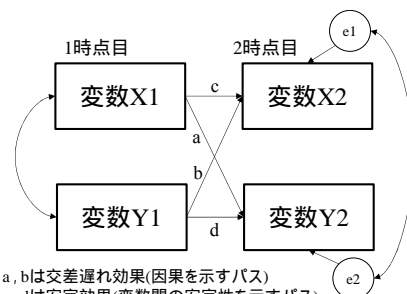 1時点目 2時点目 e1
変数X1 c 変数X2
a
b
変数Y1 d 変数Y2
a , bは交差遅れ効果(因果を示すパス) e2